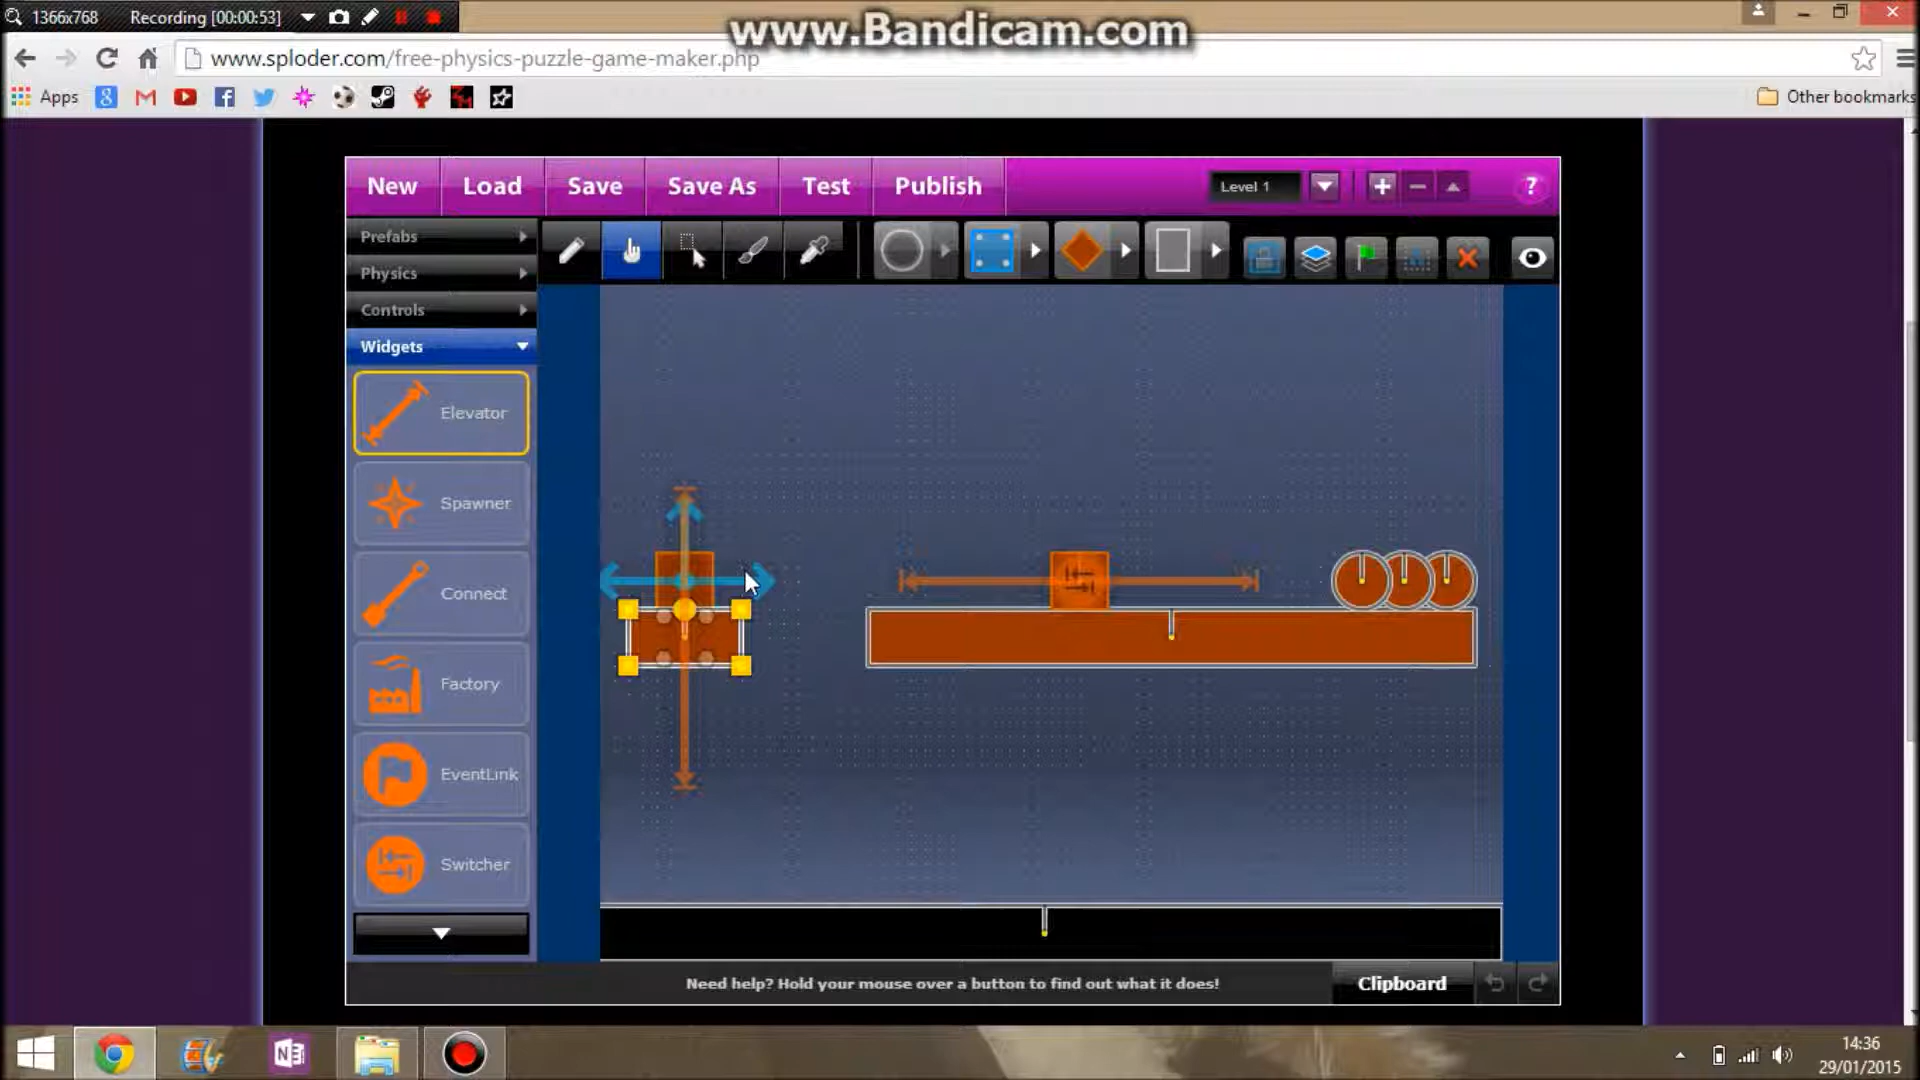 1366x768
Recording [00:00:53]
www.Bandicam.com
www.sploder.com/free-physics-puzzle-game-maker.php
Apps
Other bookmarks
New
Load
Save
Save As
Test
Publish
Level 1
?
Prefabs
Physics
Controls
Widgets
Elevator
Spawner
Connect
Factory
EventLink
Switcher
Need help? Hold your mouse over a button to find out what it does!
Clipboard
14:36
29/01/2015